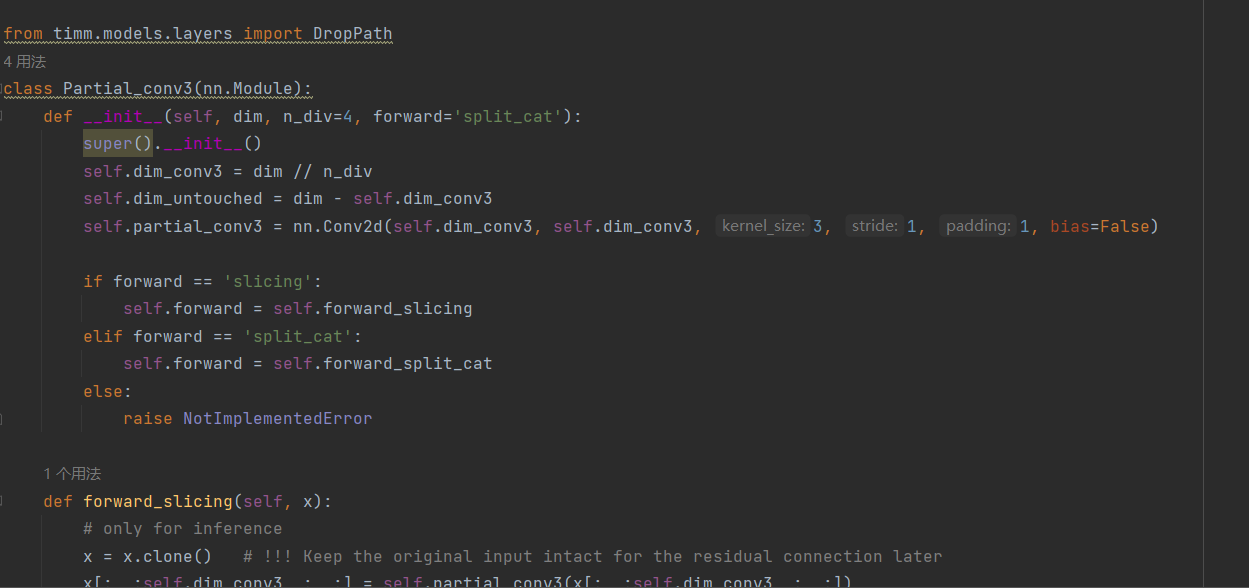 from timm.models.layers import DropPath
4 用法
class Partial_conv3(nn.Module):
def __init__(self, dim, n_div=4, forward='split_cat'):
super().__init__()
self.dim_conv3 = dim // n_div
self.dim_untouched = dim - self.dim_conv3
self.partial_conv3 = nn.Conv2d(self.dim_conv3, self.dim_conv3, kernel_size: 3, stride: 1, padding: 1, bias=False)
if forward == 'slicing':
self.forward = self.forward_slicing
elif forward == 'split_cat':
self.forward = self.forward_split_cat
else:
raise NotImplementedError
1 个用法
def forward_slicing(self, x):
# only for inference
x = x.clone() # !!! Keep the original input intact for the residual connection later
x[:, :self.dim_conv3, :, :] = self.partial_conv3(x[:, :self.dim_conv3, :, :])